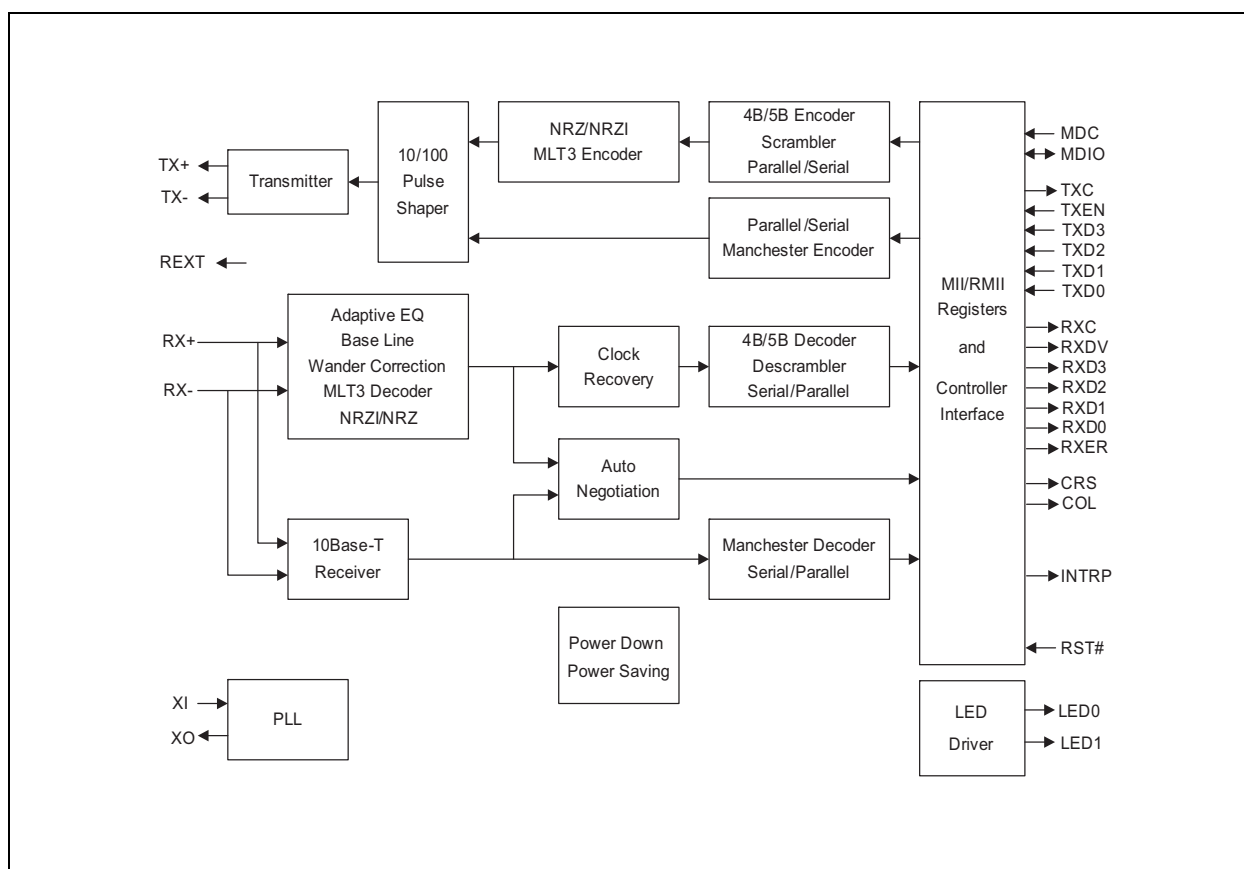 TX+
TX-
REXT
RX+
RX-
XI
XO
Transmitter
10/100
Pulse
Shaper
NRZ/NRZI
MLT3 Encoder
4B/5B Encoder
Scrambler
Parallel/Serial
Parallel/Serial
Manchester Encoder
Adaptive EQ
Base Line
Wander Correction
MLT3 Decoder
NRZI/NRZ
Clock
Recovery
4B/5B Decoder
Descrambler
Serial/Parallel
Auto
Negotiation
10Base-T
Receiver
Manchester Decoder
Serial/Parallel
Power Down
Power Saving
PLL
MII/RMII
Registers
and
Controller
Interface
LED
Driver
MDC
MDIO
TXC
TXEN
TXD3
TXD2
TXD1
TXD0
RXC
RXDV
RXD3
RXD2
RXD1
RXD0
RXER
CRS
COL
INTRP
RST#
LED0
LED1